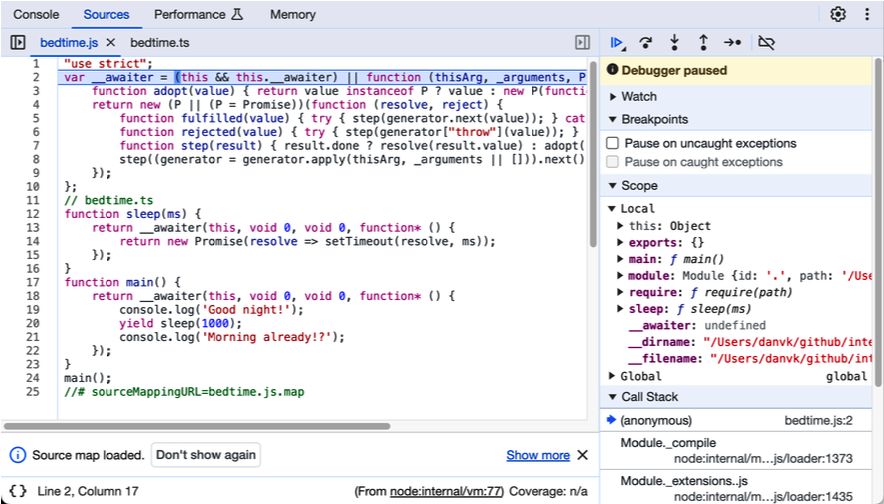 Console Sources Performance Memory
bedtime.js × bedtime.ts
1 "use strict";
2 var __awaiter = (this && this.__awaiter) || function (thisArg, _arguments, P
3 function adopt(value) { return value instanceof P ? value : new P(functi
4 return new (P || (P = Promise))(function (resolve, reject) {
5 function fulfilled(value) { try { step(generator.next(value)); } cat
6 function rejected(value) { try { step(generator["throw"](value)); }
7 function step(result) { result.done ? resolve(result.value) : adopt(
8 step((generator = generator.apply(thisArg, _arguments || [])).next()
9 });
10 };
11 // bedtime.ts
12 function sleep(ms) {
13 return __awaiter(this, void 0, void 0, function* () {
14 return new Promise(resolve => setTimeout(resolve, ms));
15 });
16 }
17 function main() {
18 return __awaiter(this, void 0, void 0, function* () {
19 console.log('Good night!');
20 yield sleep(1000);
21 console.log('Morning already!?');
22 });
23 }
24 main();
25 //# sourceMappingURL=bedtime.js.map
Source map loaded. Don't show again Show more ×
{} Line 2, Column 17 (From node:internal/vm:77) Coverage: n/a
Debugger paused
Watch
Breakpoints
Pause on uncaught exceptions
Pause on caught exceptions
Scope
Local
this: Object
exports: {}
main: ƒ main()
module: Module {id: '.', path: '/Use
require: ƒ require(path)
sleep: ƒ sleep(ms)
__awaiter: undefined
__dirname: "/Users/danvk/github/inte
__filename: "/Users/danvk/github/int
Global global
Call Stack
(anonymous) bedtime.js:2
Module._compile
node:internal/m…js/loader:1373
Module._extensions..js
node:internal/m…js/loader:1435